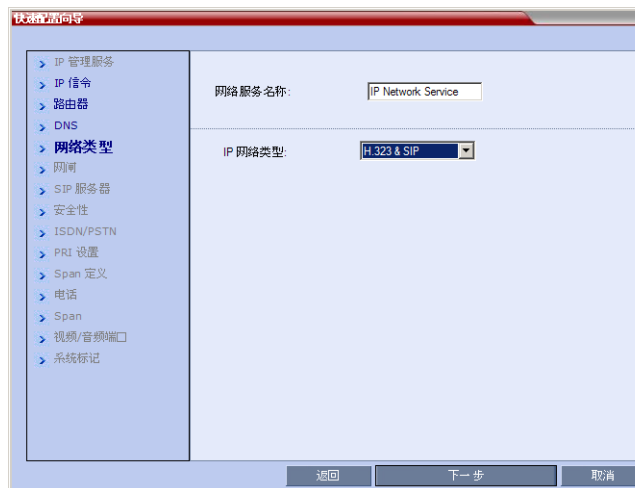 快速配置向导
IP 管理服务
IP 信令
路由器
DNS
网络类型
网闸
SIP 服务器
安全性
ISDN/PSTN
PRI 设置
Span 定义
电话
Span
视频/音频端口
系统标记
网络服务名称:
IP Network Service
IP 网络类型:
H.323 & SIP
返回
下一步
取消